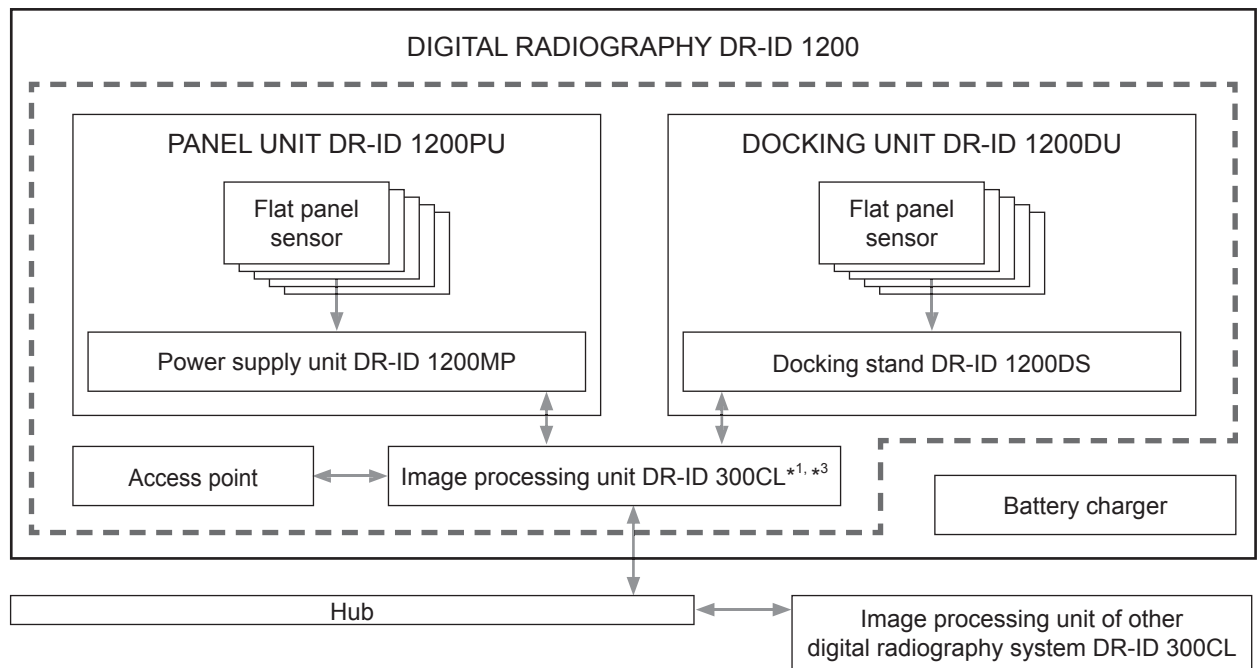 DIGITAL RADIOGRAPHY DR-ID 1200
PANEL UNIT DR-ID 1200PU
Flat panel
sensor
Power supply unit DR-ID 1200MP
DOCKING UNIT DR-ID 1200DU
Flat panel
sensor
Docking stand DR-ID 1200DS
Access point
Image processing unit DR-ID 300CL*1, *3
Battery charger
Hub
Image processing unit of other
digital radiography system DR-ID 300CL